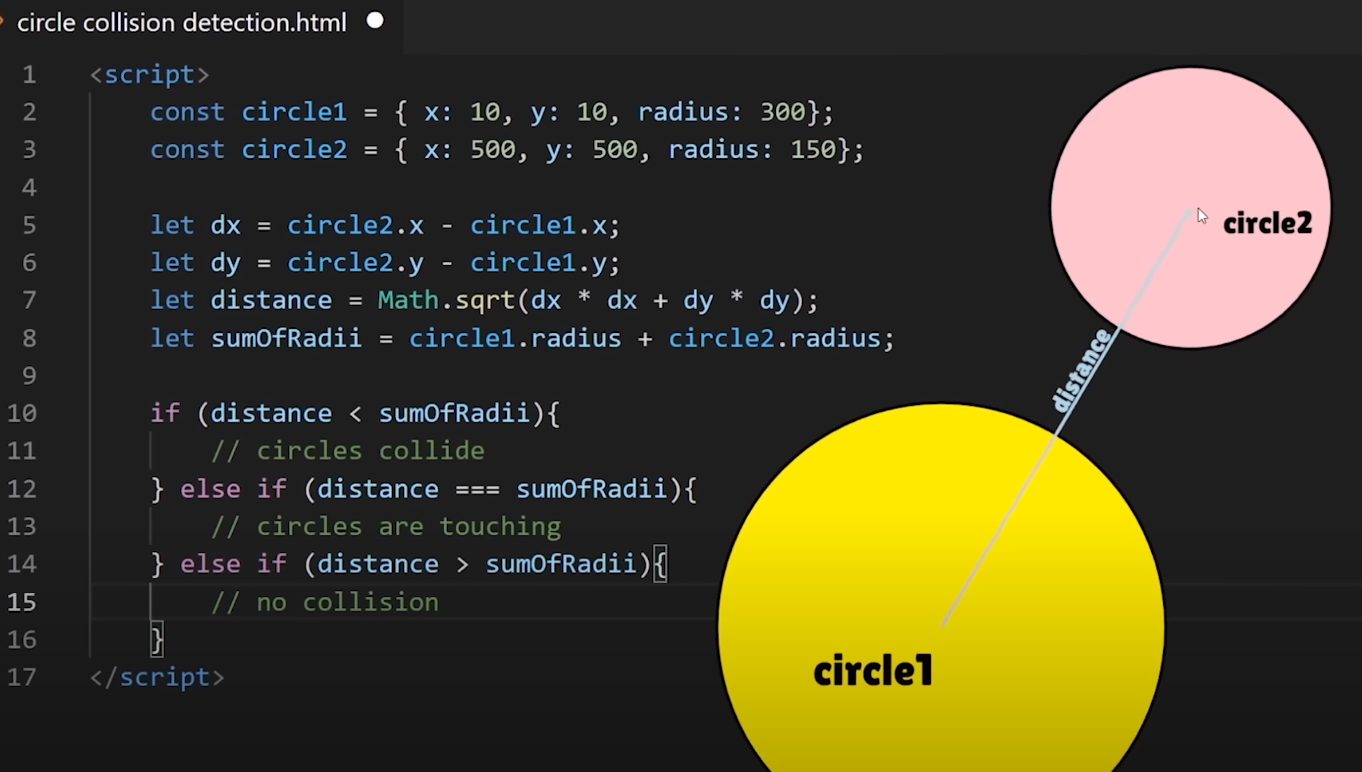 circle collision detection.html
1 <script>
2 const circle1 = { x: 10, y: 10, radius: 300};
3 const circle2 = { x: 500, y: 500, radius: 150};
4
5 let dx = circle2.x - circle1.x;
6 let dy = circle2.y - circle1.y;
7 let distance = Math.sqrt(dx * dx + dy * dy);
8 let sumOfRadii = circle1.radius + circle2.radius;
9
10 if (distance < sumOfRadii){
11 // circles collide
12 } else if (distance === sumOfRadii){
13 // circles are touching
14 } else if (distance > sumOfRadii){
15 // no collision
16 }
17 </script>
circle2
distance
circle1